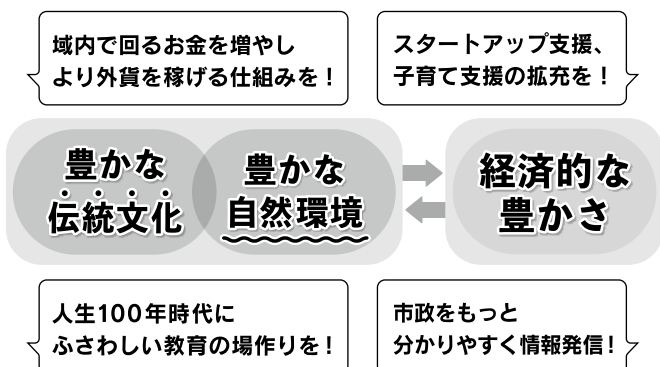 域内で回るお金を増やし
より外貨を稼げる仕組みを！
スタートアップ支援、
子育て支援の拡充を！
豊かな
伝統文化
豊かな
自然環境
経済的な
豊かさ
人生100年時代に
ふさわしい教育の場作りを！
市政をもっと
分かりやすく情報発信！